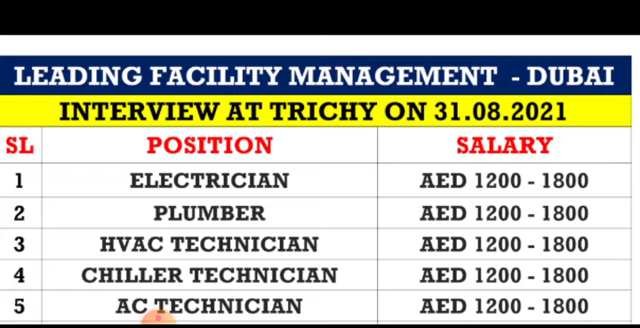 LEADING FACILITY MANAGEMENT - DUBAI
INTERVIEW AT TRICHY ON 31.08.2021
SL POSITION SALARY
1 ELECTRICIAN AED 1200 - 1800
2 PLUMBER AED 1200 - 1800
3 HVAC TECHNICIAN AED 1200 - 1800
4 CHILLER TECHNICIAN AED 1200 - 1800
5 AC TECHNICIAN AED 1200 - 1800